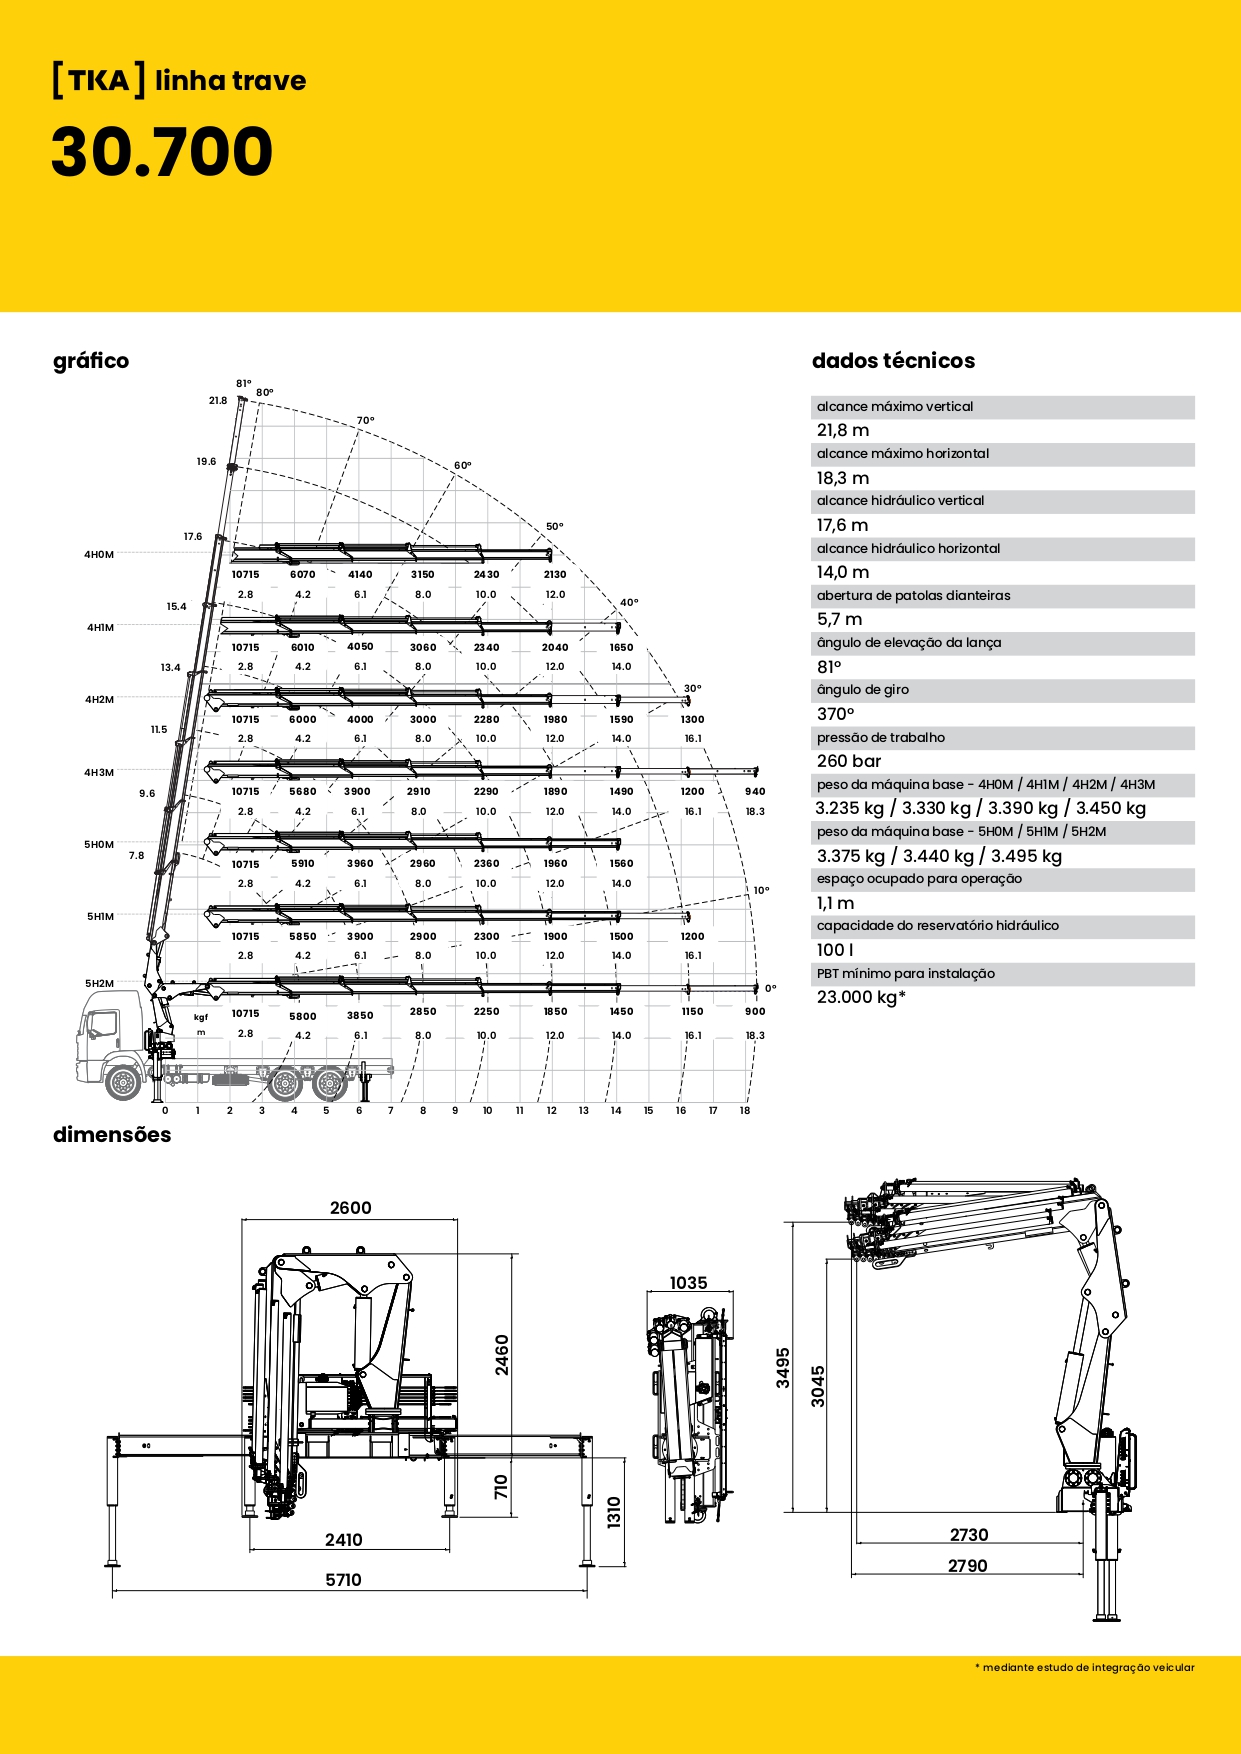 [TKA] linha trave
30.700
gráfico
81° 80°
21.8
70°
19.6
60°
17.6
50°
4H0M
10715 6070 4140 3150 2430 2130
2.8 4.2 6.1 8.0 10.0 12.0
15.4
40°
4H1M
10715 6010 4050 3060 2340 2040 1650
2.8 4.2 6.1 8.0 10.0 12.0 14.0
13.4
30°
4H2M
10715 6000 4000 3000 2280 1980 1590 1300
11.5
2.8 4.2 6.1 8.0 10.0 12.0 14.0 16.1
4H3M
10715 5680 3900 2910 2290 1890 1490 1200 940
9.6
2.8 4.2 6.1 8.0 10.0 12.0 14.0 16.1 18.3
5H0M
7.8
10715 5910 3960 2960 2360 1960 1560
2.8 4.2 6.1 8.0 10.0 12.0 14.0
10°
5H1M
10715 5850 3900 2900 2300 1900 1500 1200
2.8 4.2 6.1 8.0 10.0 12.0 14.0 16.1
5H2M
0°
kgf 10715 5800 3850 2850 2250 1850 1450 1150 900
m 2.8 4.2 6.1 8.0 10.0 12.0 14.0 16.1 18.3
0 1 2 3 4 5 6 7 8 9 10 11 12 13 14 15 16 17 18
dados técnicos
alcance máximo vertical
21,8 m
alcance máximo horizontal
18,3 m
alcance hidráulico vertical
17,6 m
alcance hidráulico horizontal
14,0 m
abertura de patolas dianteiras
5,7 m
ângulo de elevação da lança
81°
ângulo de giro
370°
pressão de trabalho
260 bar
peso da máquina base - 4H0M / 4H1M / 4H2M / 4H3M
3.235 kg / 3.330 kg / 3.390 kg / 3.450 kg
peso da máquina base - 5H0M / 5H1M / 5H2M
3.375 kg / 3.440 kg / 3.495 kg
espaço ocupado para operação
1,1 m
capacidade do reservatório hidráulico
100 l
PBT mínimo para instalação
23.000 kg*
dimensões
2600
2460
710
1310
2410
5710
1035
3495
3045
2730
2790
* mediante estudo de integração veicular